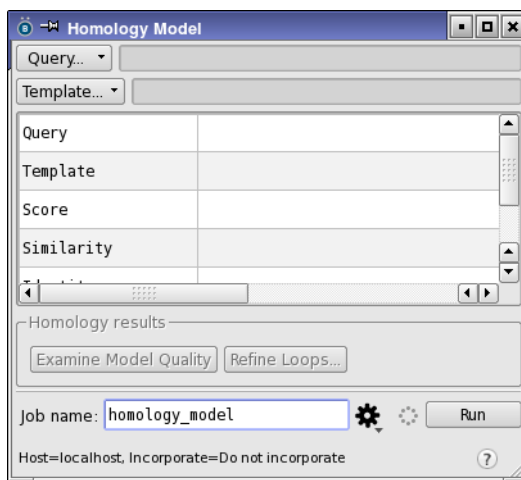 Homology Model
Query...
Template...
Query
Template
Score
Similarity
Homology results
Examine Model Quality Refine Loops...
Job name: homology_model Run
Host=localhost, Incorporate=Do not incorporate ?